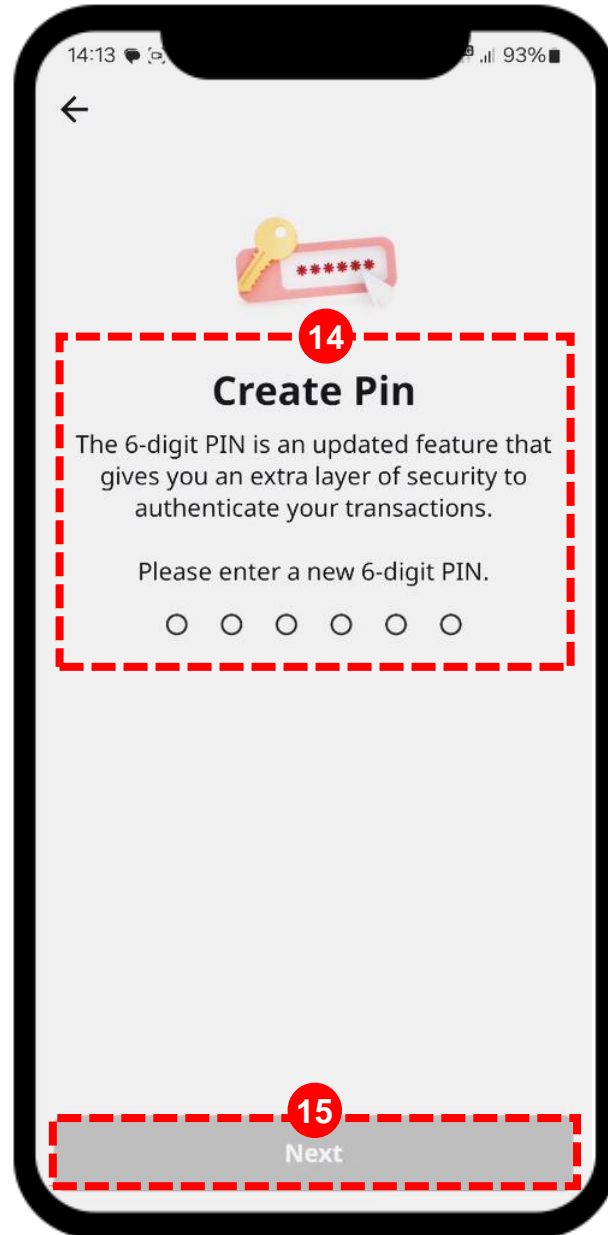 14:13 93%
******
14
Create Pin
The 6-digit PIN is an updated feature that
gives you an extra layer of security to
authenticate your transactions.
Please enter a new 6-digit PIN.
15
Next